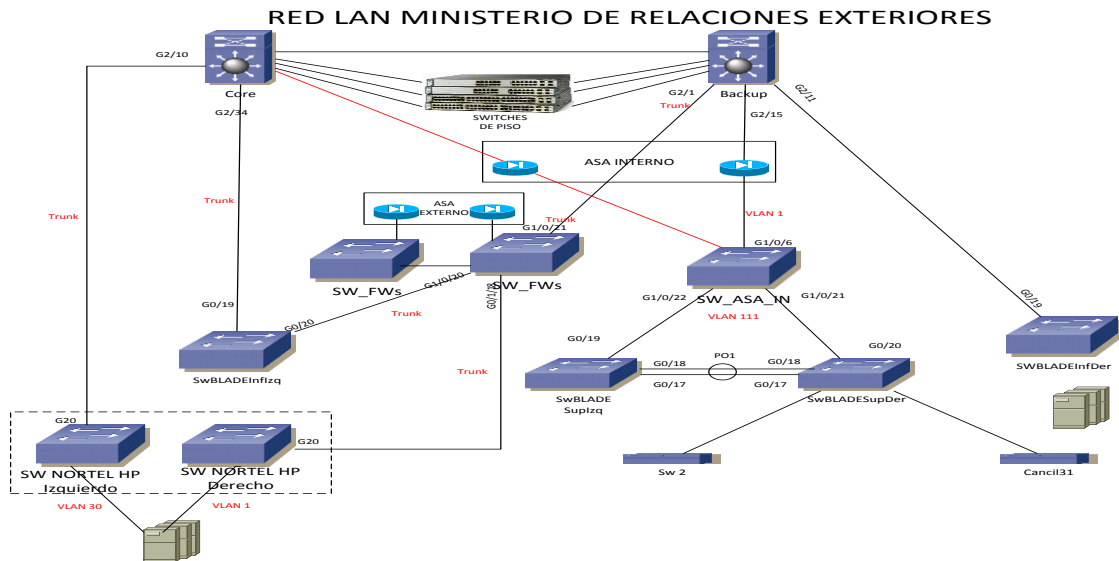 RED LAN MINISTERIO DE RELACIONES EXTERIORES
G2/10
Core
Backup
SWITCHES
DE PISO
G2/1
Trunk
G2/11
G2/34
G2/15
ASA INTERNO
ASA
EXTERNO
Trunk
Trunk
Trunk
VLAN 1
G1/0/21
G1/0/6
SW_FWs
SW_FWs
G1/0/20
SW_ASA_IN
G1/0/22
G1/0/21
VLAN 111
G0/19
G0/20
Trunk
SwBLADEInfIzq
G0/19
G0/20
G0/19
SWBLADEInfDer
G0/18
PO1
G0/18
G0/17
G0/17
Trunk
SwBLADE
SupIzq
SwBLADESupDer
G20
G20
SW NORTEL HP
Izquierdo
SW NORTEL HP
Derecho
Sw 2
Cancil31
VLAN 30
VLAN 1